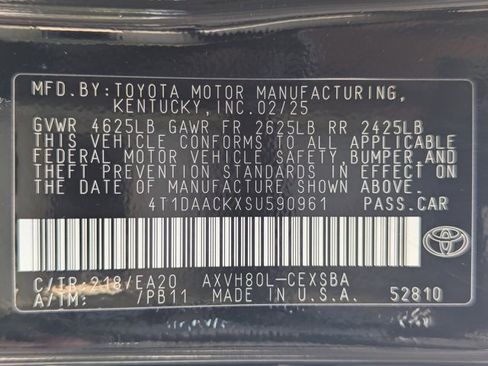 MFD.BY:TOYOTA MOTOR MANUFACTURING,
KENTUCKY,INC.02/25
GVWR 4625LB GAWR FR 2625LB RR 2425LB
THIS VEHICLE CONFORMS TO ALL APPLICABLE
FEDERAL MOTOR VEHICLE SAFETY,BUMPER,AND
THEFT PREVENTION STANDARDS IN EFFECT ON
THE DATE OF MANUFACTURE SHOWN ABOVE.
4T1DAACKXSU590961 PASS.CAR
C/TR:218/EA20 AXVH80L-CEXSBA
A/TM: /PB11 MADE IN U.S.A. 52810